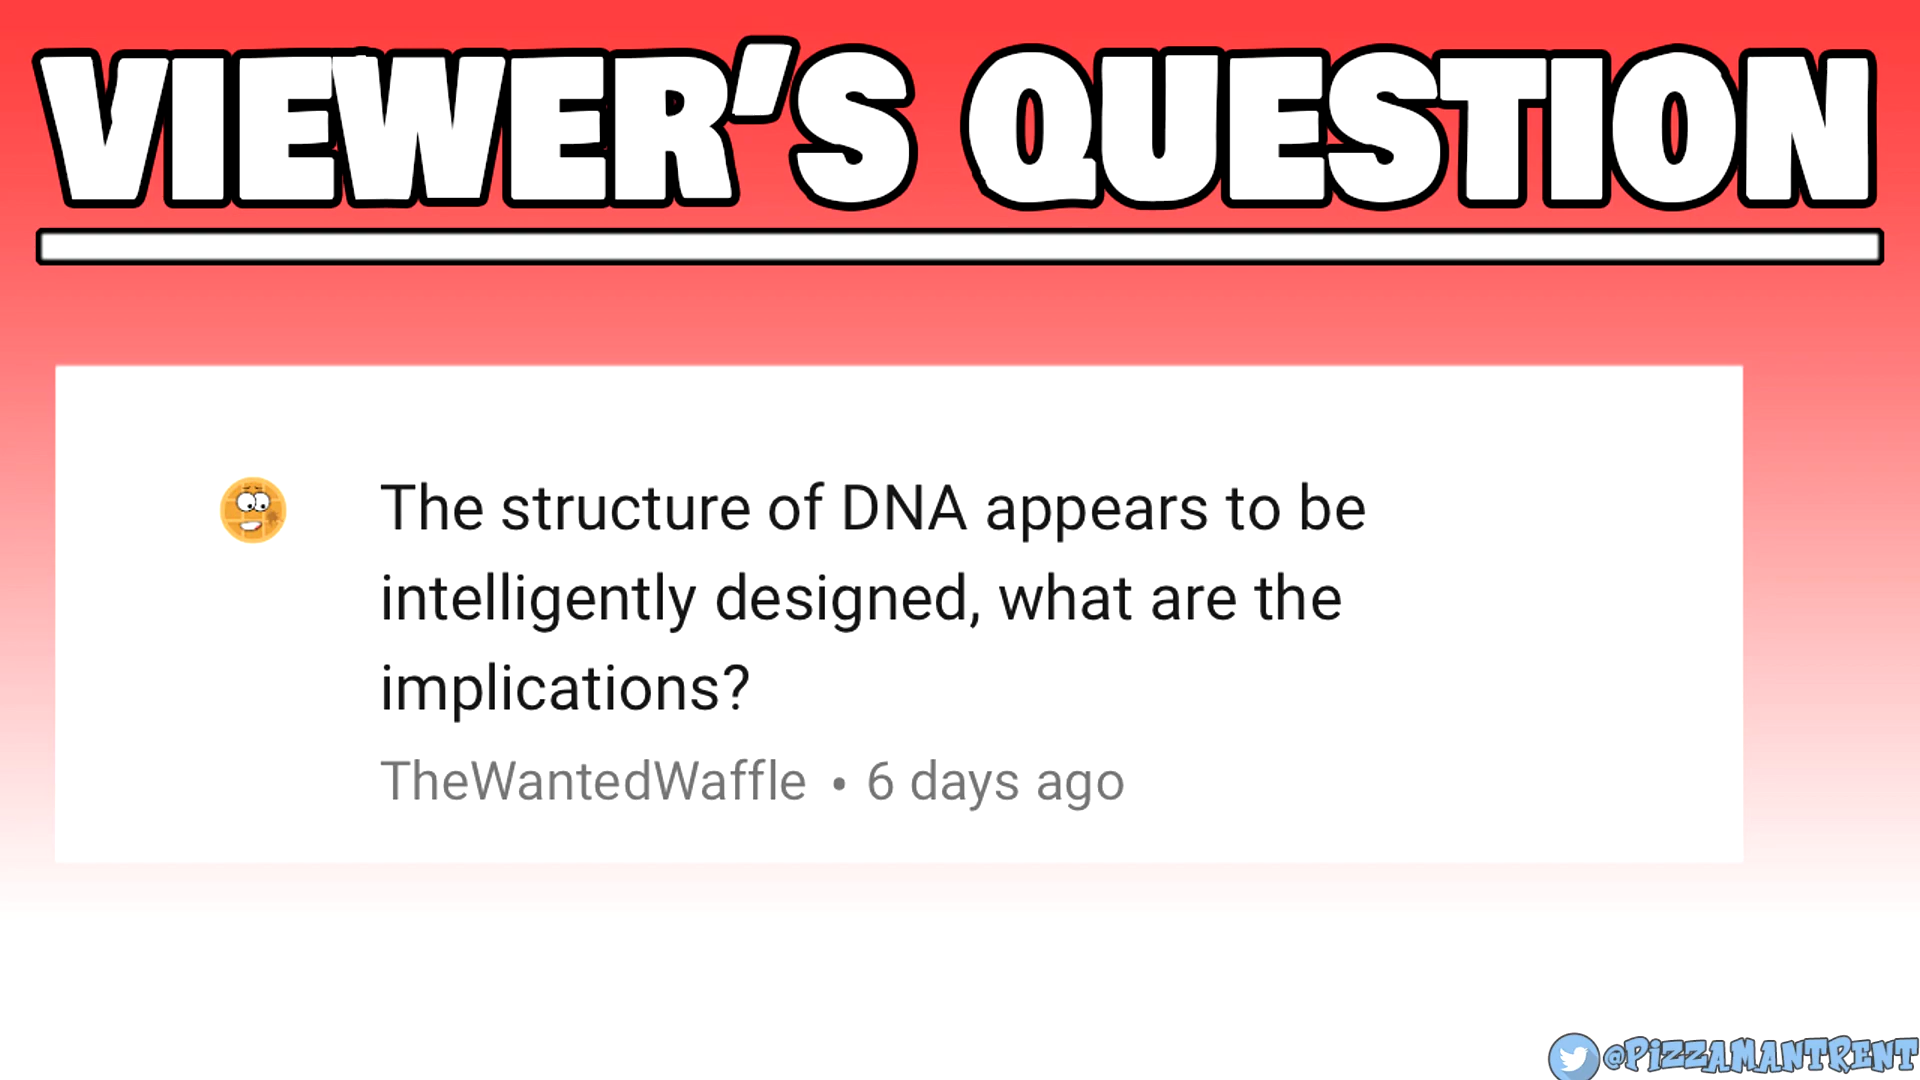 VIEWER'S QUESTION
The structure of DNA appears to be
intelligently designed, what are the
implications?
TheWantedWaffle • 6 days ago
@PIZZAMANTRENT